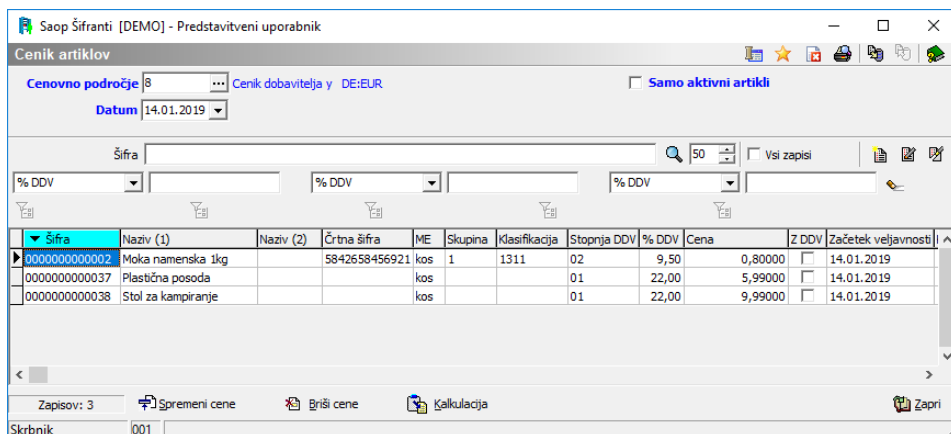 Saop Šifranti [DEMO] - Predstavitveni uporabnik
Cenik artiklov
Cenovno področje 8 ... Cenik dobavitelja y DE:EUR Samo aktivni artikli
Datum 14.01.2019
Šifra 50 Vsi zapisi
% DDV % DDV % DDV
Šifra Naziv (1) Naziv (2) Črtna šifra ME Skupina Klasifikacija Stopnja DDV % DDV Cena Z DDV Začetek veljavnosti
0000000000002 Moka namenska 1kg 5842658456921 kos 1 1311 02 9,50 0,80000 14.01.2019
0000000000037 Plastična posoda kos 01 22,00 5,99000 14.01.2019
0000000000038 Stol za kampiranje kos 01 22,00 9,99000 14.01.2019
Zapisov: 3 Spremeni cene Briši cene Kalkulacija Zapri
Skrbnik 001